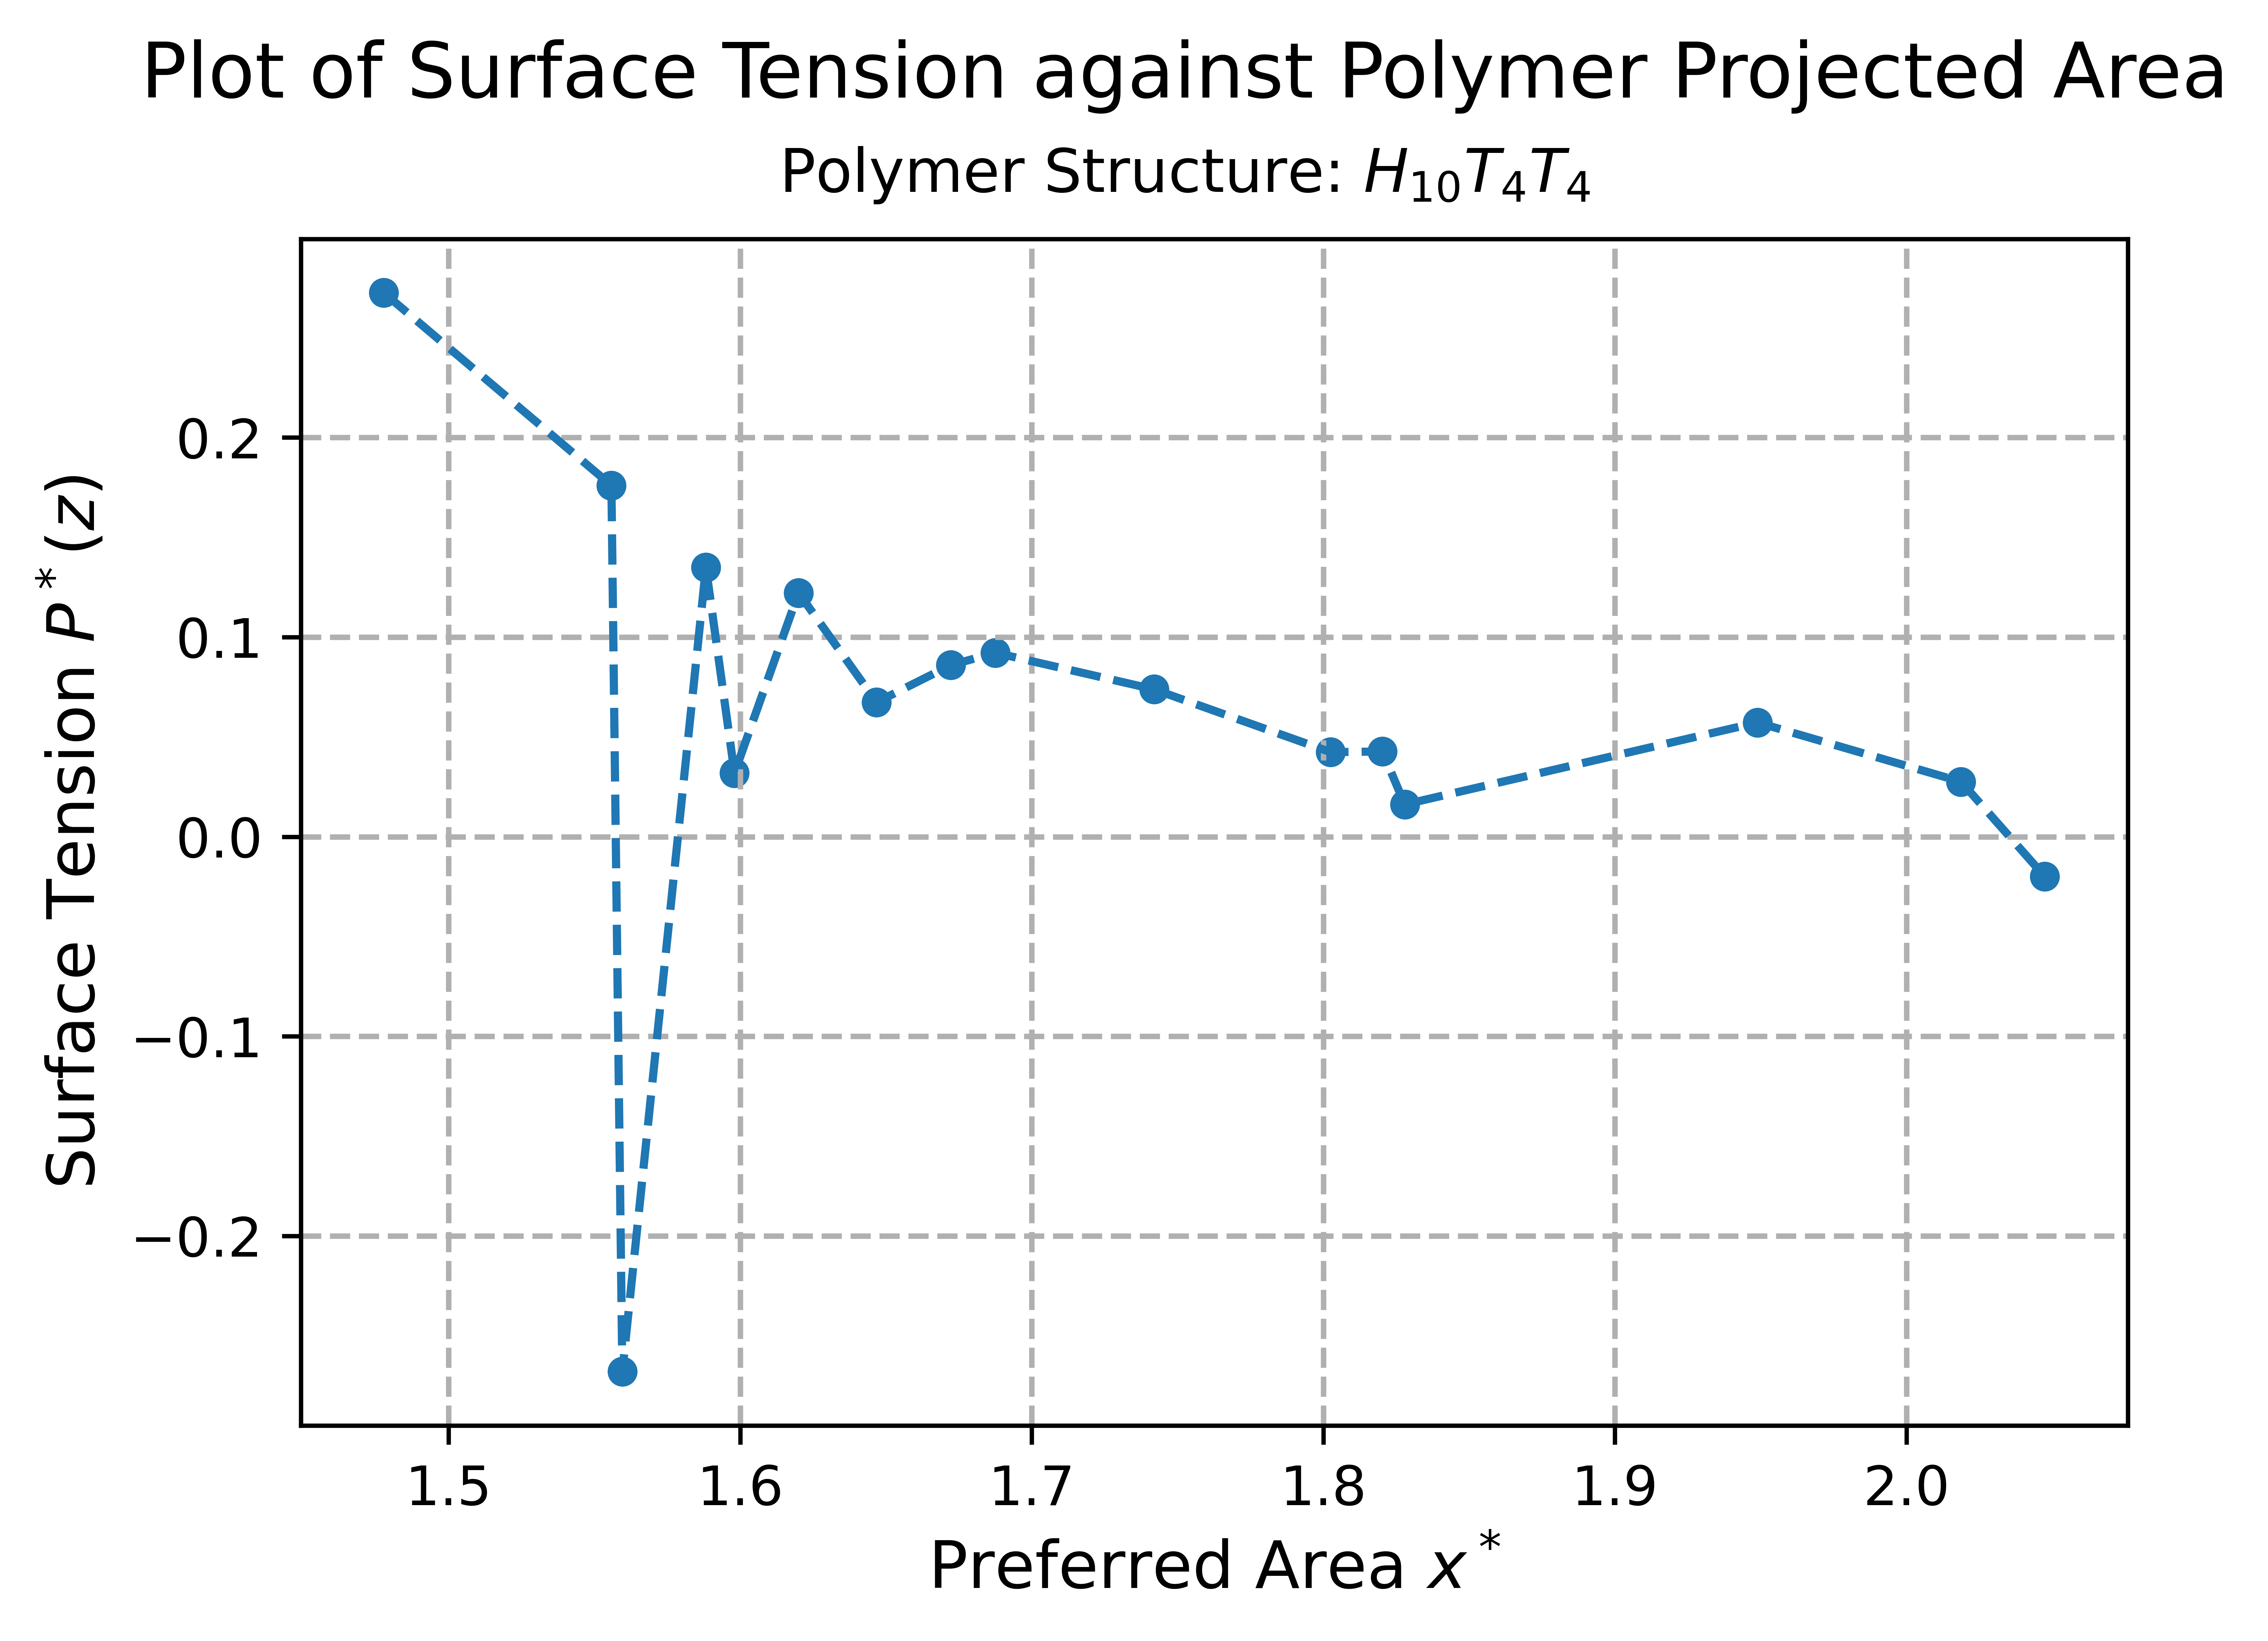 Plot of Surface Tension against Polymer Projected Area
Polymer Structure: H₁₀T₄T₄
Surface Tension P*(z)
0.2
0.1
0.0
−0.1
−0.2
1.5 1.6 1.7 1.8 1.9 2.0
Preferred Area x*